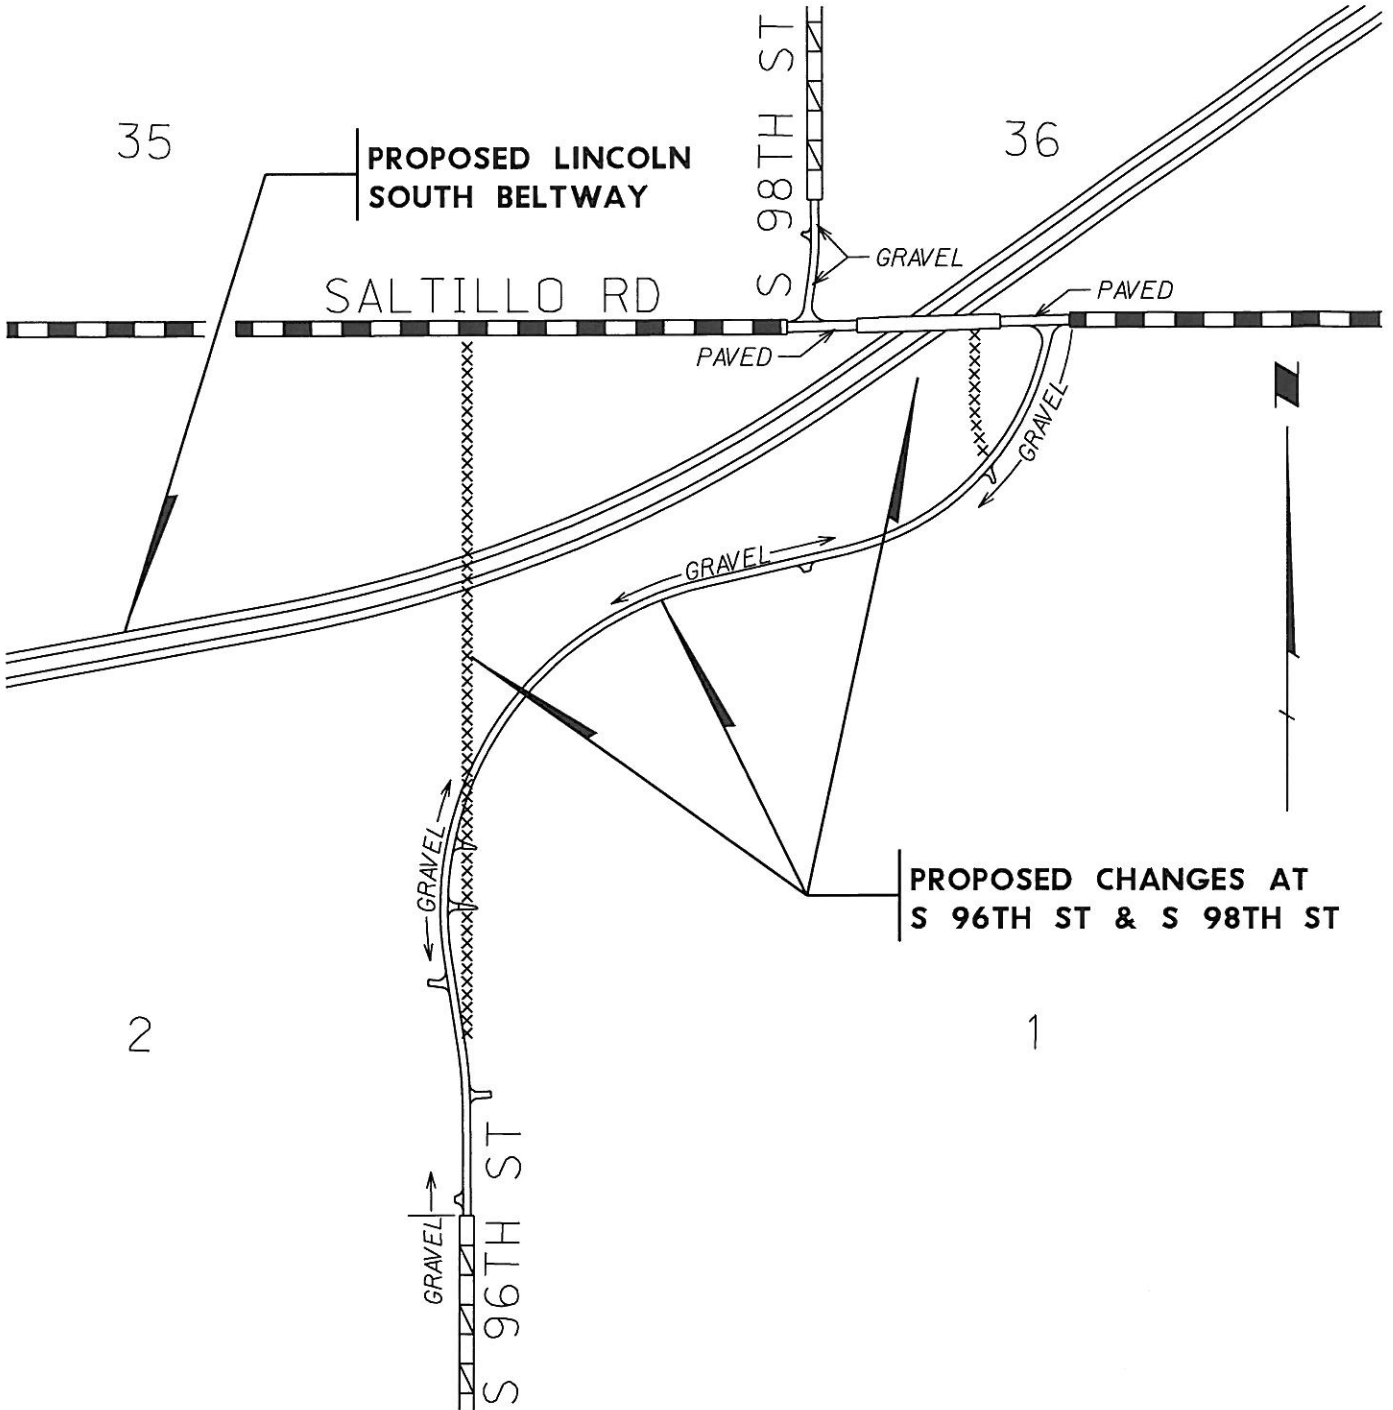 S 98TH ST
35
36
PROPOSED LINCOLN
SOUTH BELTWAY
GRAVEL
SALTILLO RD
PAVED
PAVED
GRAVEL
GRAVEL
GRAVEL
PROPOSED CHANGES AT
S 96TH ST & S 98TH ST
2
1
S 96TH ST
GRAVEL
N